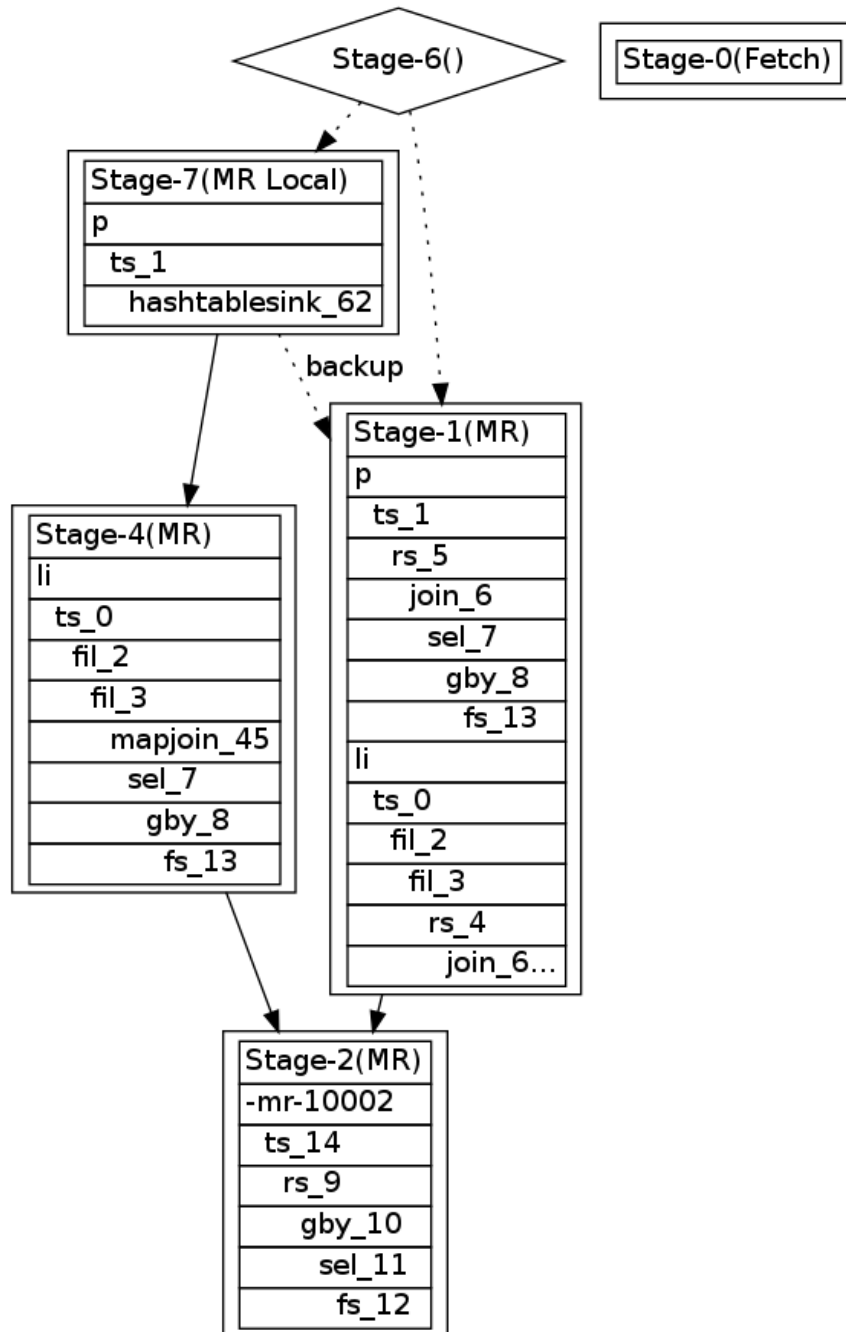 Stage-6()
Stage-0(Fetch)
Stage-7(MR Local)
p
ts_1
hashtablesink_62
backup
Stage-1(MR)
p
ts_1
rs_5
join_6
sel_7
gby_8
fs_13
li
ts_0
fil_2
fil_3
rs_4
join_6...
Stage-4(MR)
li
ts_0
fil_2
fil_3
mapjoin_45
sel_7
gby_8
fs_13
Stage-2(MR)
-mr-10002
ts_14
rs_9
gby_10
sel_11
fs_12